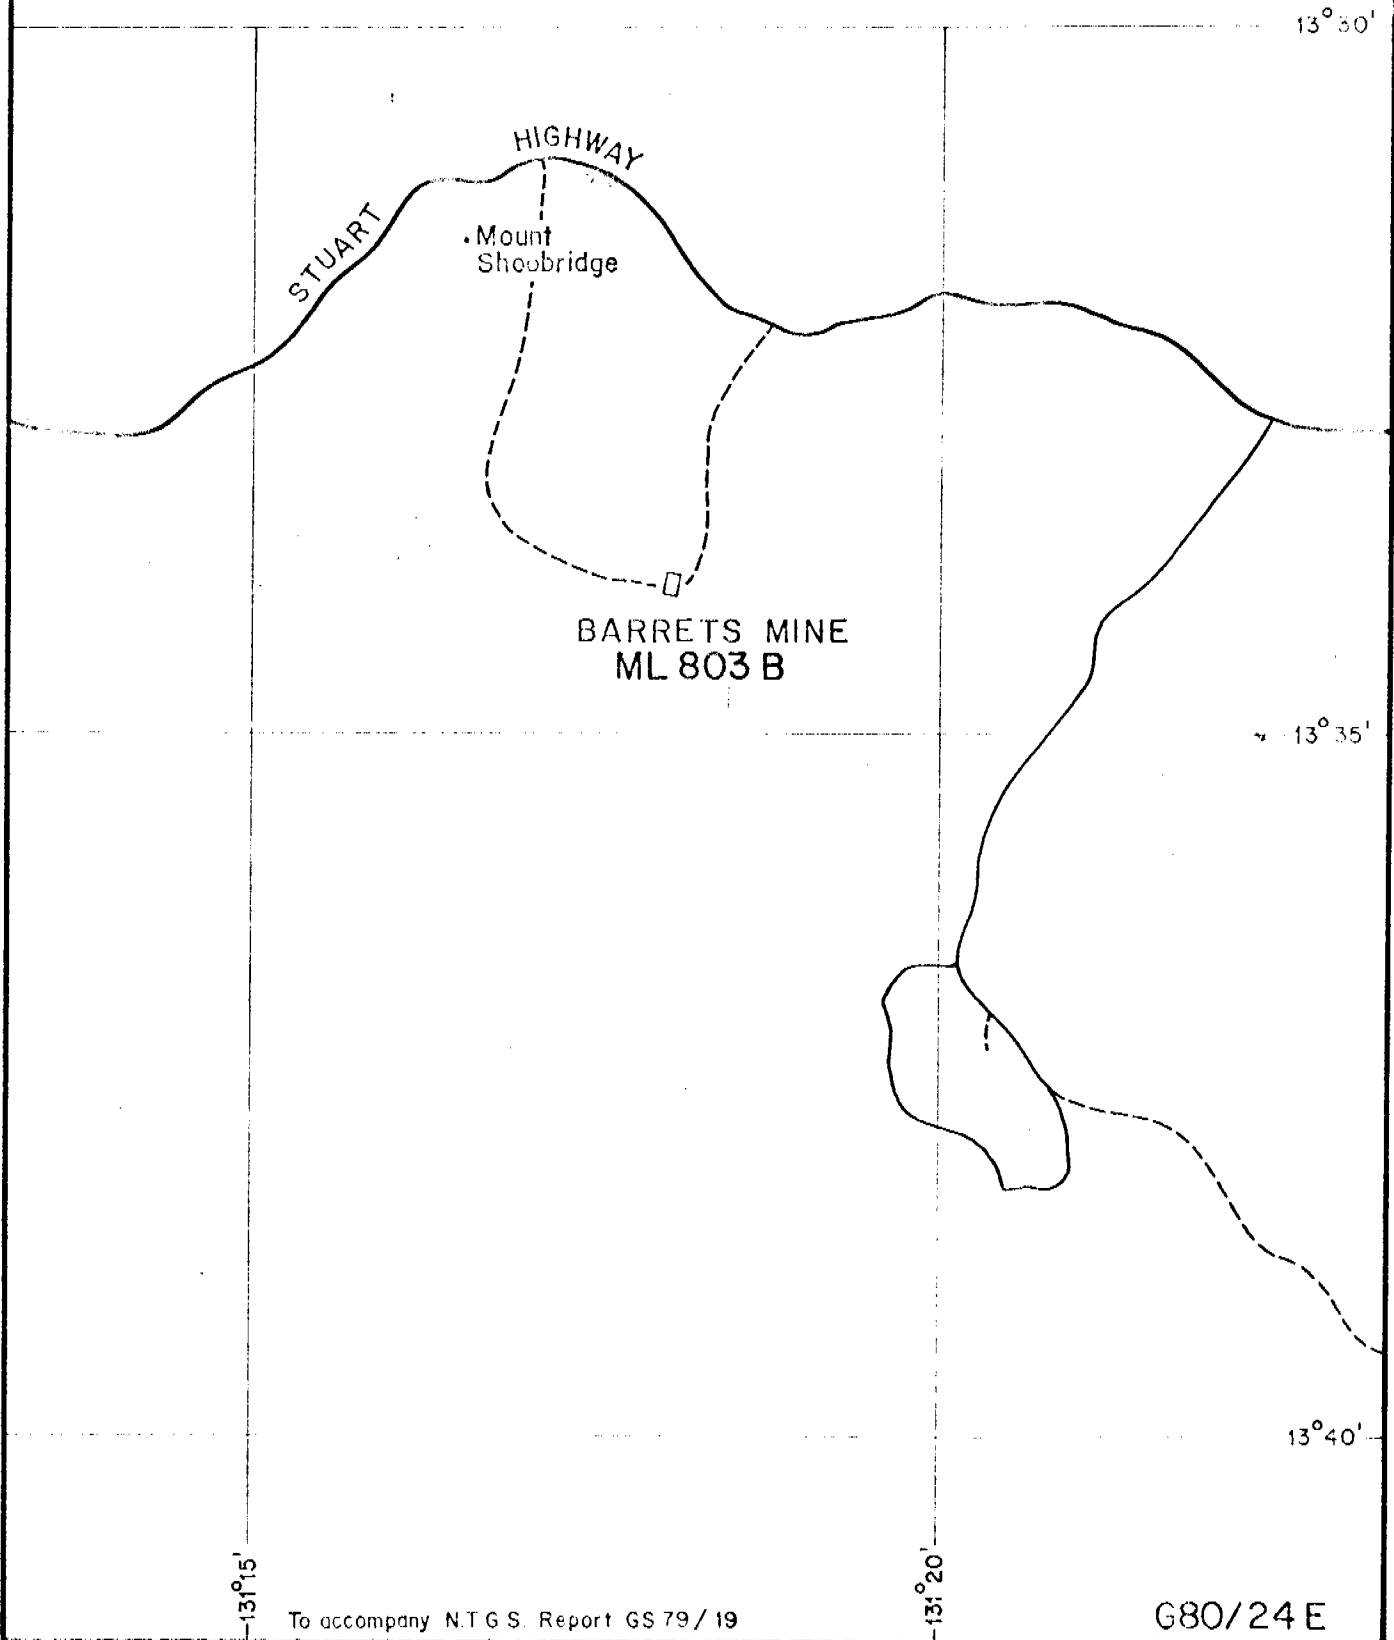 13°30'
HIGHWAY
STUART
Mount
Shoobridge
BARRETS MINE
ML 803 B
13°35'
13°40'
131°15'
131°20'
To accompany N.T.G.S. Report GS 79/19
G80/24 E